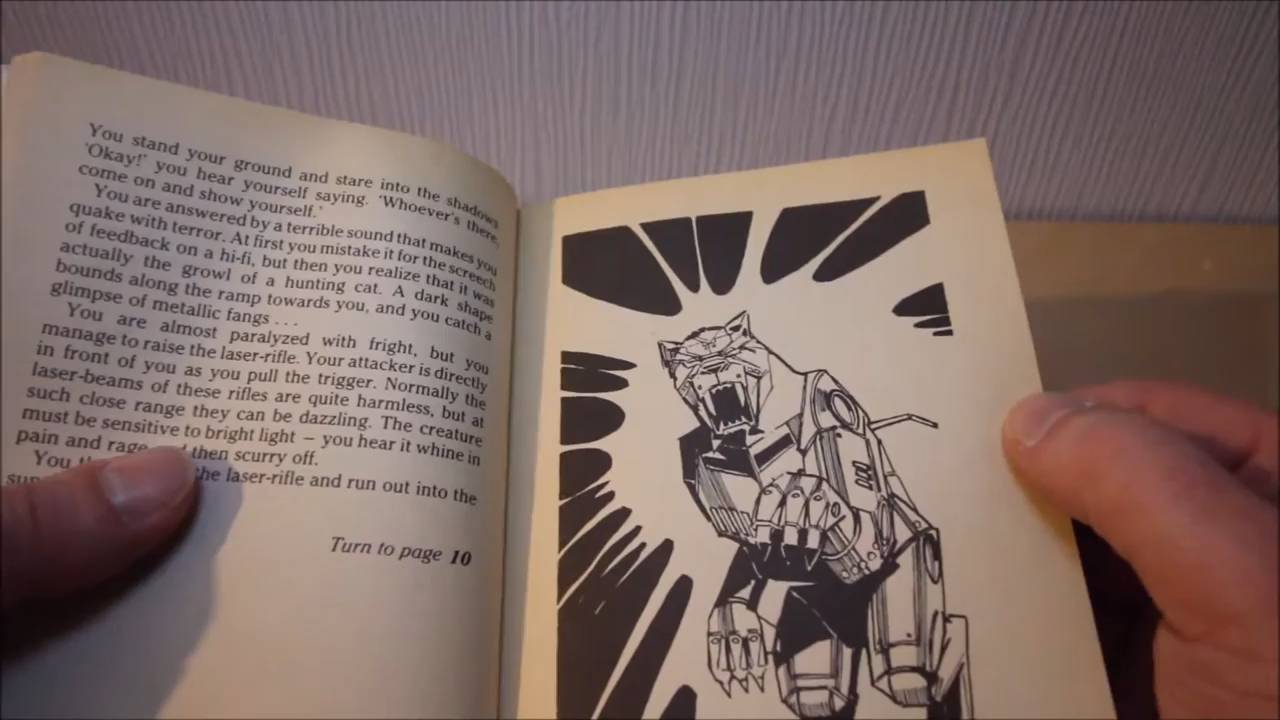 You stand your ground and stare into the shadows
'Okay!' you hear yourself saying. 'Whoever's there,
come on and show yourself.'
You are answered by a terrible sound that makes you
quake with terror. At first you mistake it for the screech
of feedback on a hi-fi, but then you realize that it was
actually the growl of a hunting cat. A dark shape
bounds along the ramp towards you, and you catch a
glimpse of metallic fangs ...
You are almost paralyzed with fright, but you
manage to raise the laser-rifle. Your attacker is directly
in front of you as you pull the trigger. Normally the
laser-beams of these rifles are quite harmless, but at
such close range they can be dazzling. The creature
must be sensitive to bright light – you hear it whine in
pain and rage then scurry off.
You the laser-rifle and run out into the
Turn to page 10